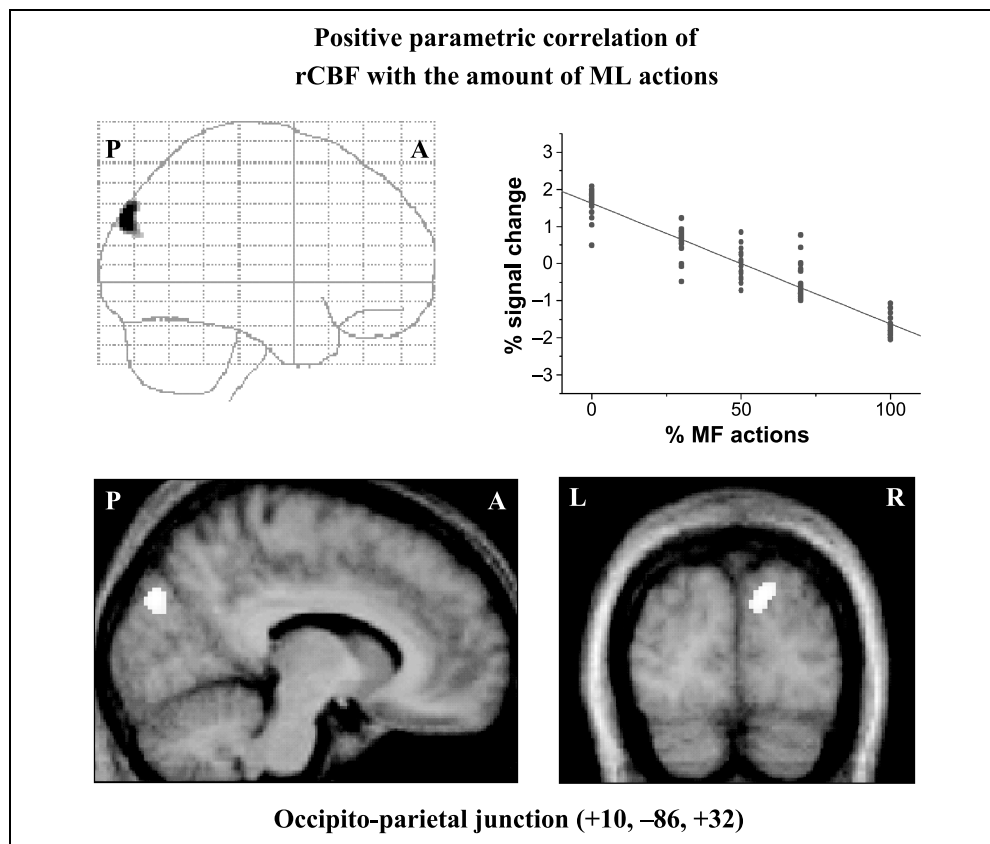 Positive parametric correlation of
rCBF with the amount of ML actions
P
A
3
2
1
0
–1
–2
–3
% signal change
0
50
100
% MF actions
P
A
L
R
Occipito-parietal junction (+10, –86, +32)